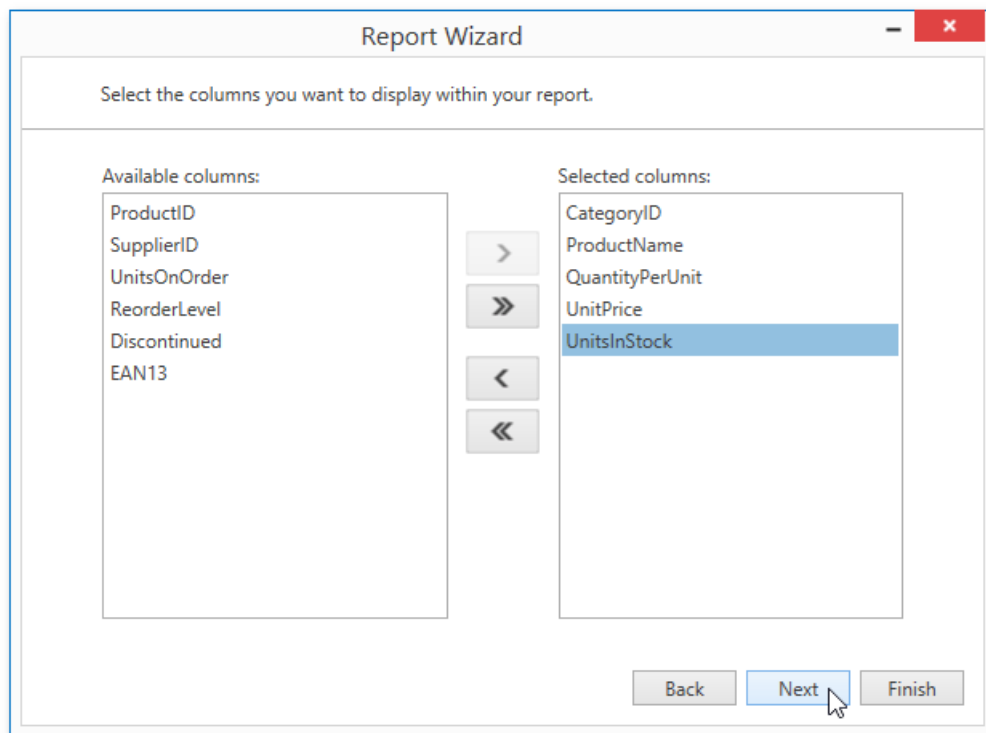 Report Wizard
Select the columns you want to display within your report.
Available columns:
ProductID
SupplierID
UnitsOnOrder
ReorderLevel
Discontinued
EAN13
Selected columns:
CategoryID
ProductName
QuantityPerUnit
UnitPrice
UnitsInStock
Back Next Finish